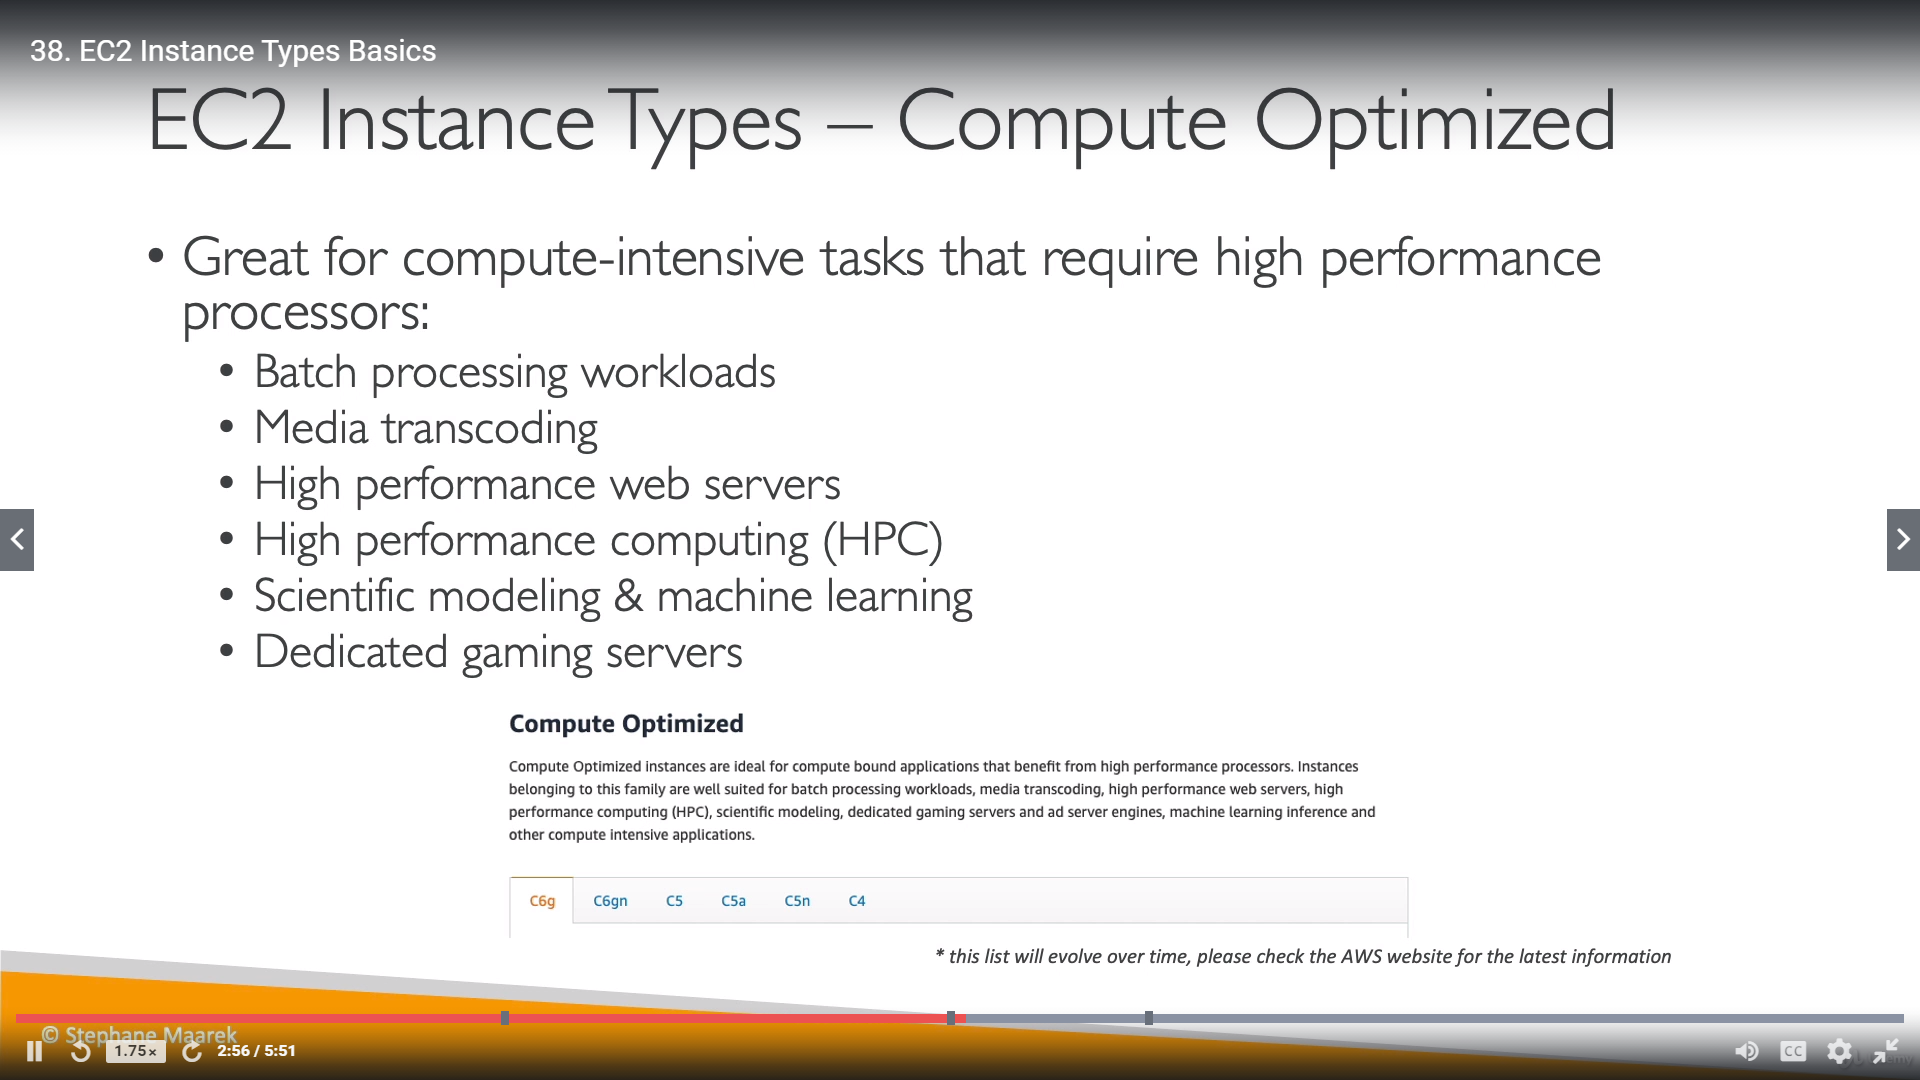 38. EC2 Instance Types Basics
EC2 Instance Types – Compute Optimized
• Great for compute-intensive tasks that require high performance
processors:
• Batch processing workloads
• Media transcoding
• High performance web servers
• High performance computing (HPC)
• Scientific modeling & machine learning
• Dedicated gaming servers
Compute Optimized
Compute Optimized instances are ideal for compute bound applications that benefit from high performance processors. Instances
belonging to this family are well suited for batch processing workloads, media transcoding, high performance web servers, high
performance computing (HPC), scientific modeling, dedicated gaming servers and ad server engines, machine learning inference and
other compute intensive applications.
C6g C6gn C5 C5a C5n C4
* this list will evolve over time, please check the AWS website for the latest information
© Stephane Maarek
1.75x 2:56 / 5:51 CC